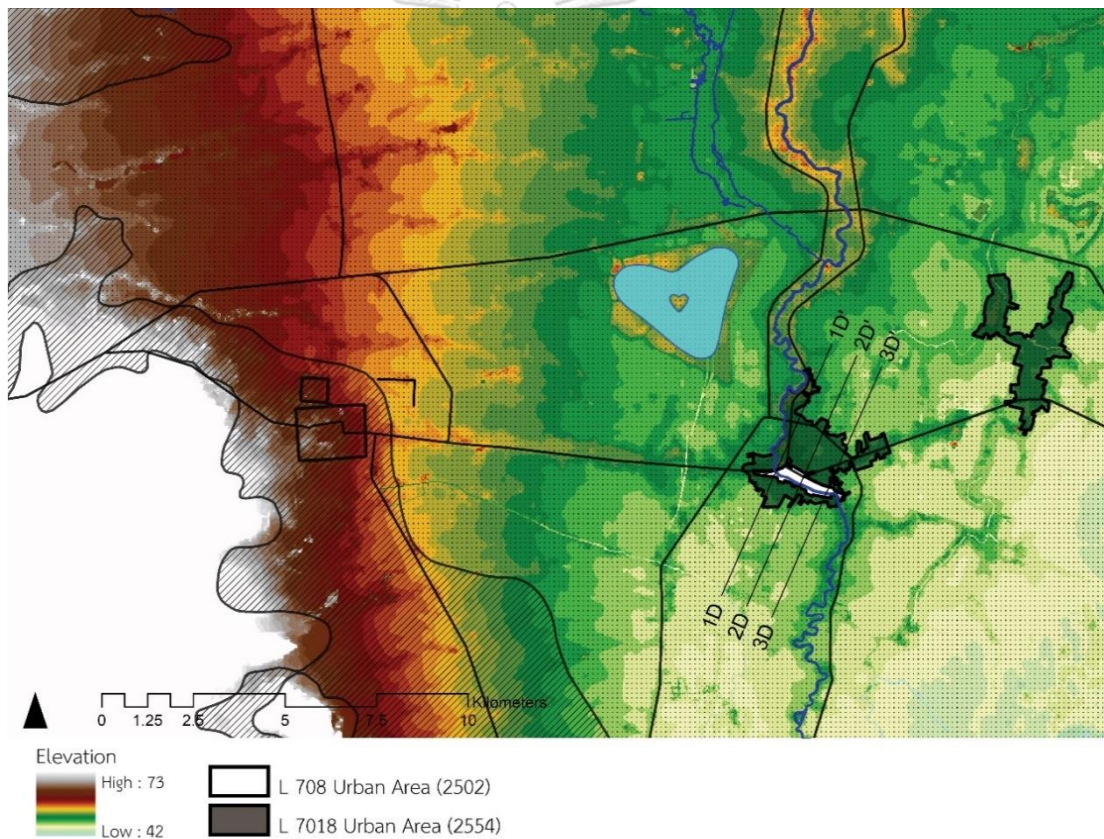 1D'
2D'
3D'
1D
2D
3D
Kilometers
0 1.25 2.5 5 7.5 10
Elevation
High : 73
Low : 42
L 708 Urban Area (2502)
L 7018 Urban Area (2554)